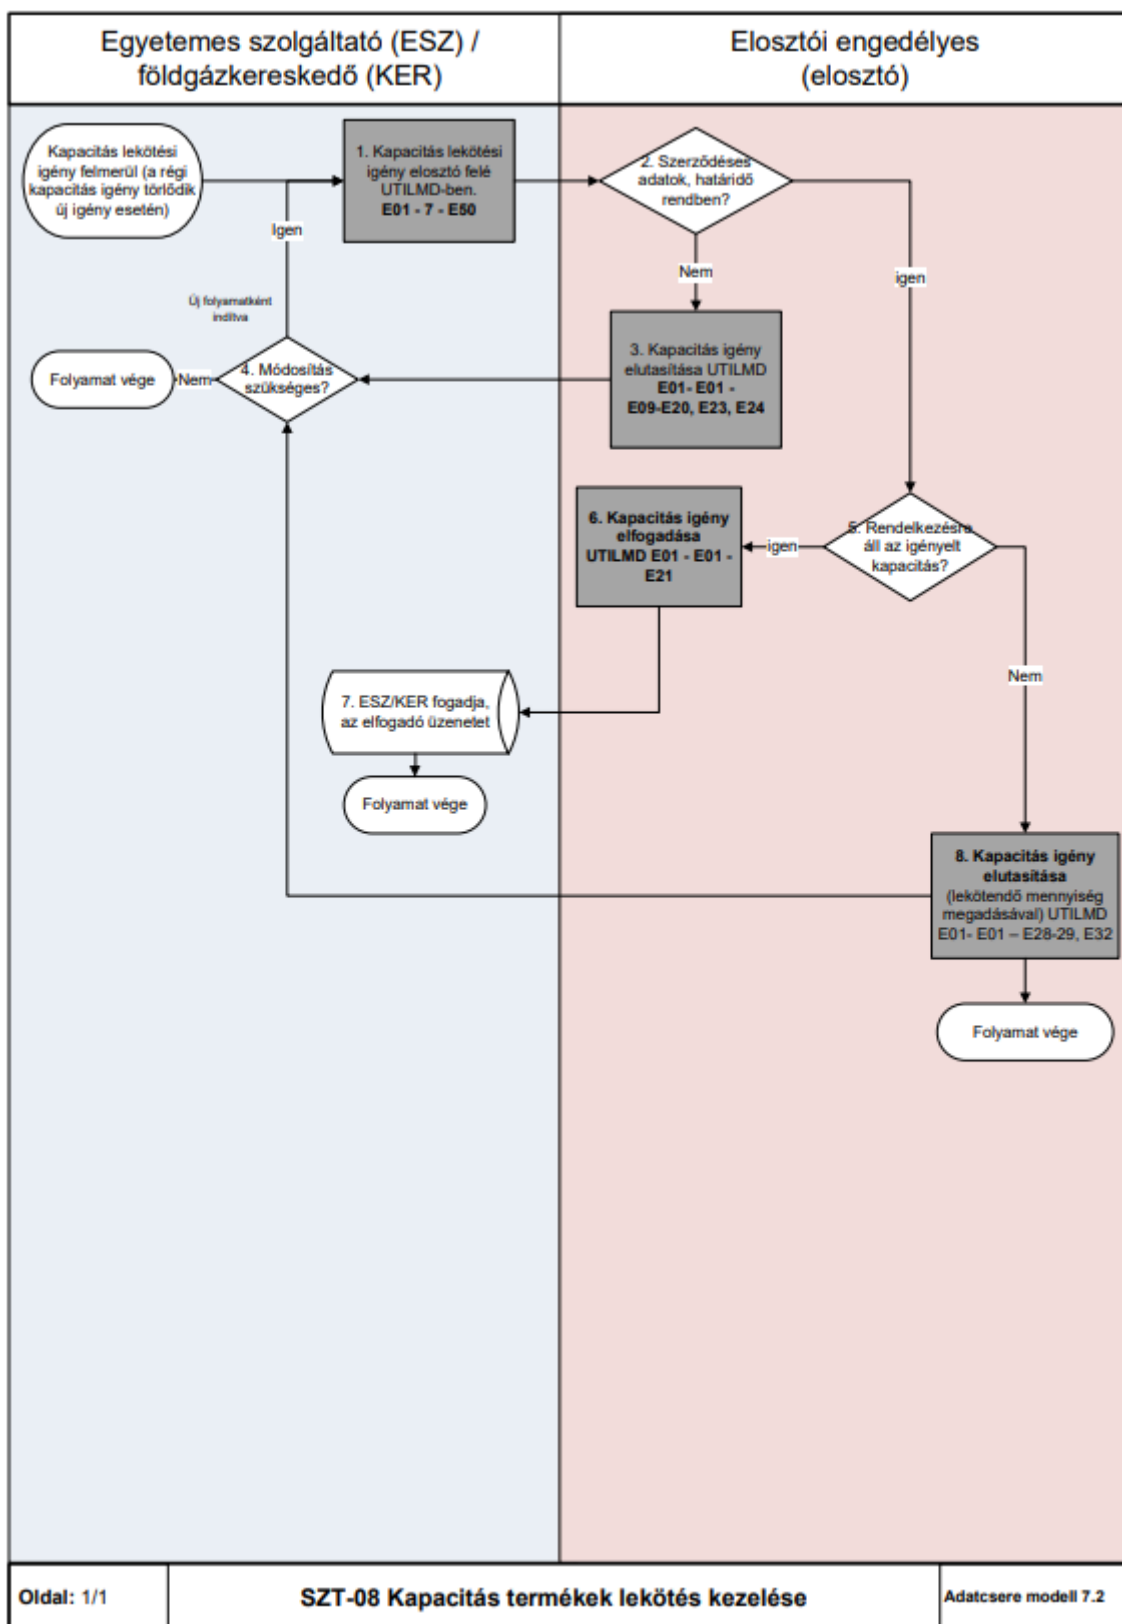 Egyetemes szolgáltató (ESZ) /
földgázkereskedő (KER)
Elosztói engedélyes
(elosztó)
Kapacitás lekötési
igény felmerül (a régi
kapacitás igény törlődik
új igény esetén)
1. Kapacitás lekötési
igény elosztó felé
UTILMD-ben.
E01 - 7 - E50
2. Szerződéses
adatok, határidő
rendben?
Igen
Nem
igen
Új folyamatként
indítva
3. Kapacitás igény
elutasítása UTILMD
E01- E01 -
E09-E20, E23, E24
Folyamat vége
Nem
4. Módosítás
szükséges?
6. Kapacitás igény
elfogadása
UTILMD E01 - E01 -
E21
igen
5. Rendelkezésre
áll az igényelt
kapacitás?
Nem
7. ESZ/KER fogadja,
az elfogadó üzenetet
Folyamat vége
8. Kapacitás igény
elutasítása
(lekötendő mennyiség
megadásával) UTILMD
E01- E01 – E28-29, E32
Folyamat vége
Oldal: 1/1
SZT-08 Kapacitás termékek lekötés kezelése
Adatcsere modell 7.2